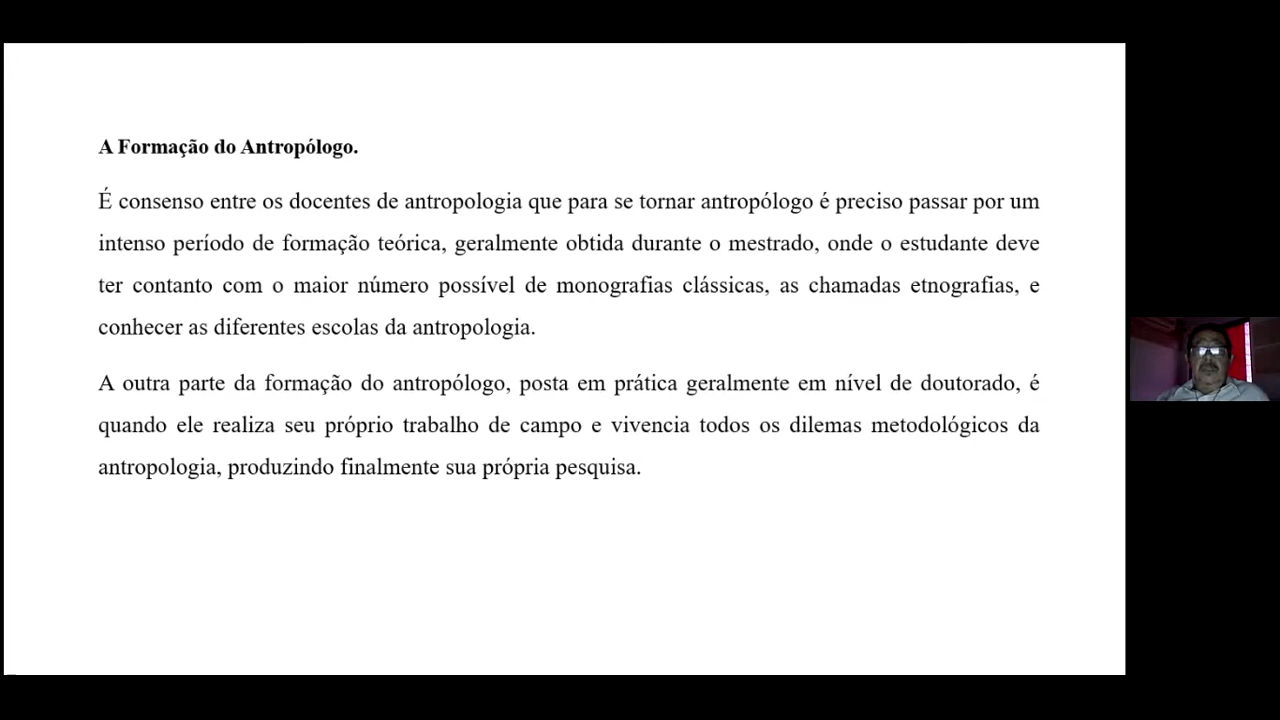 A Formação do Antropólogo.
É consenso entre os docentes de antropologia que para se tornar antropólogo é preciso passar por um
intenso período de formação teórica, geralmente obtida durante o mestrado, onde o estudante deve
ter contanto com o maior número possível de monografias clássicas, as chamadas etnografias, e
conhecer as diferentes escolas da antropologia.
A outra parte da formação do antropólogo, posta em prática geralmente em nível de doutorado, é
quando ele realiza seu próprio trabalho de campo e vivencia todos os dilemas metodológicos da
antropologia, produzindo finalmente sua própria pesquisa.